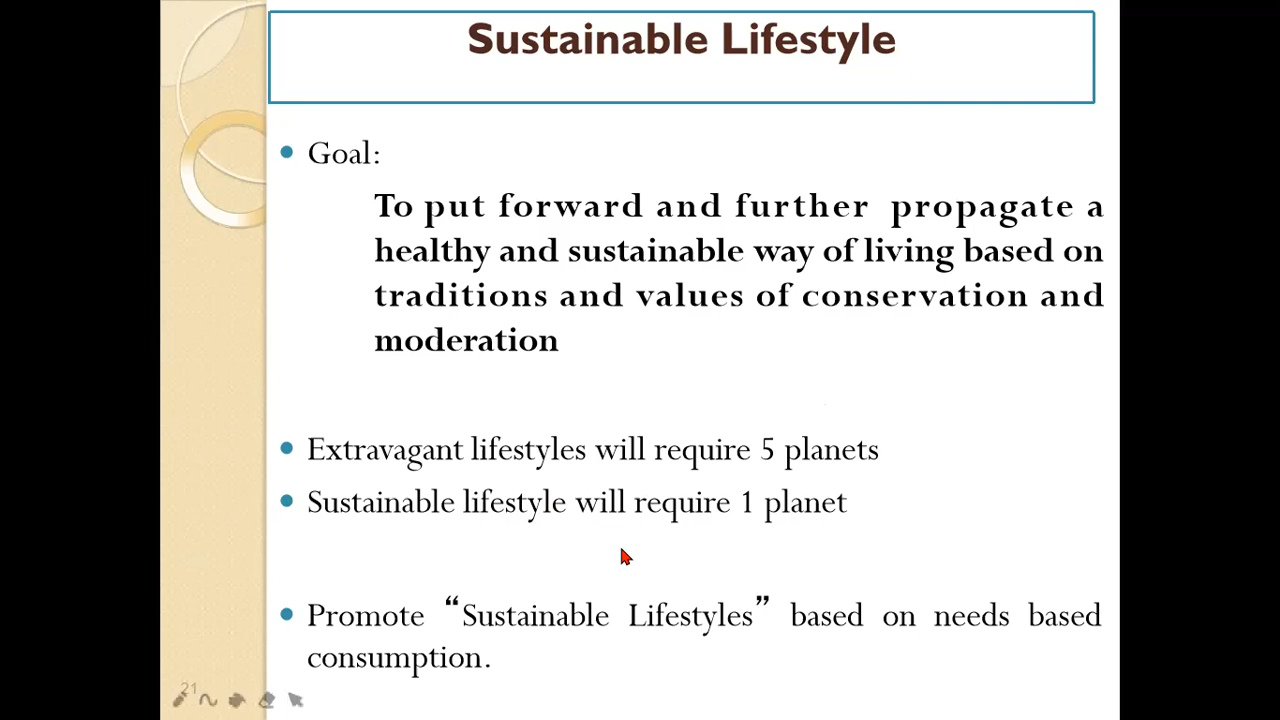 Sustainable Lifestyle
• Goal:
To put forward and further propagate a
healthy and sustainable way of living based on
traditions and values of conservation and
moderation
• Extravagant lifestyles will require 5 planets
• Sustainable lifestyle will require 1 planet
• Promote “Sustainable Lifestyles” based on needs based
consumption.
21